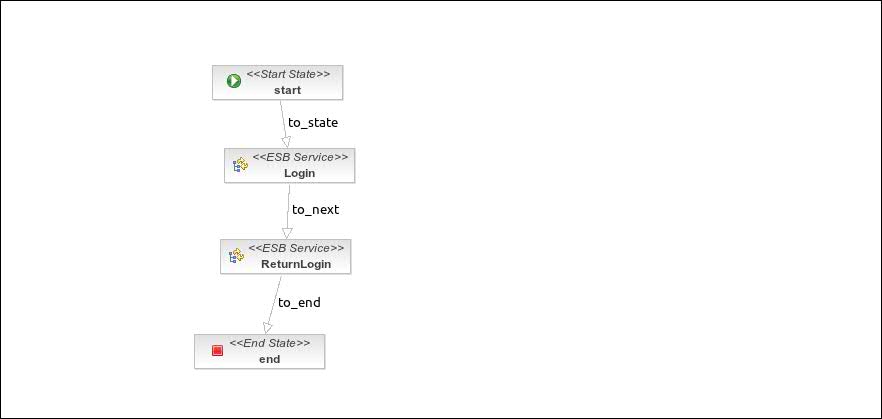 <<Start State>>
start
to_state
<<ESB Service>>
Login
to_next
<<ESB Service>>
ReturnLogin
to_end
<<End State>>
end